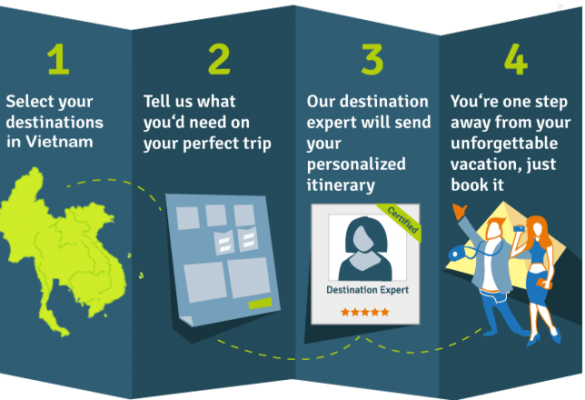 1
Select your
destinations
in Vietnam
2
Tell us what
you'd need on
your perfect trip
3
Our destination
expert will send
your
personalized
itinerary
Certified
Destination Expert
4
You're one step
away from your
unforgettable
vacation, just
book it